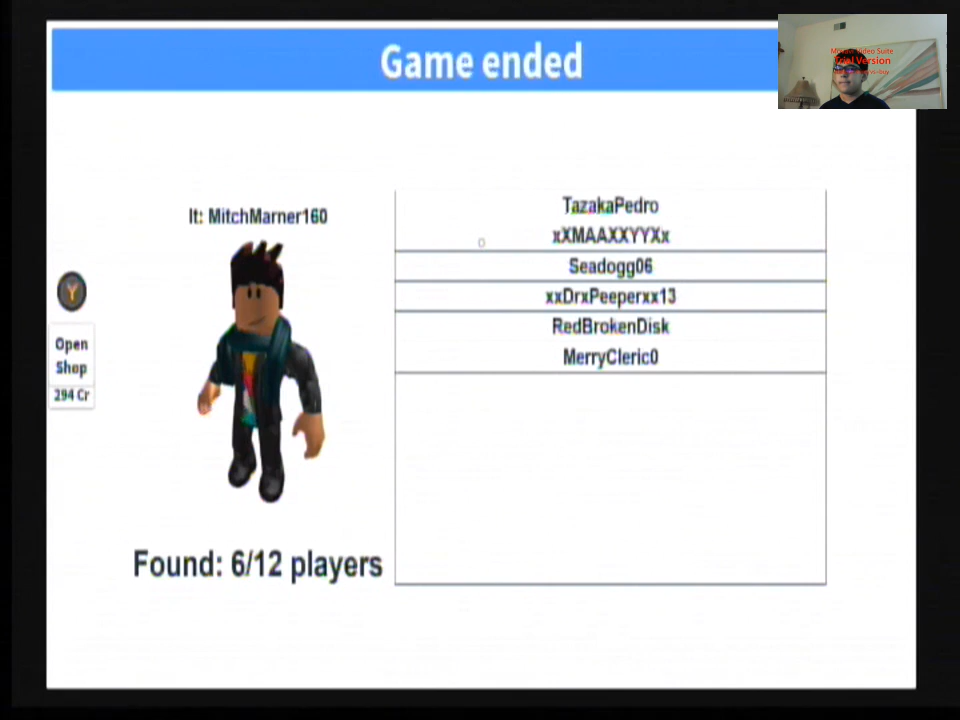 Game ended
Trial Version
It: MitchMarner160
TazakaPedro
xXMAAXXYYXx
Seadogg06
xxDrxPeeperxx13
RedBrokenDisk
MerryCleric0
Y
Open
Shop
294 Cr
Found: 6/12 players